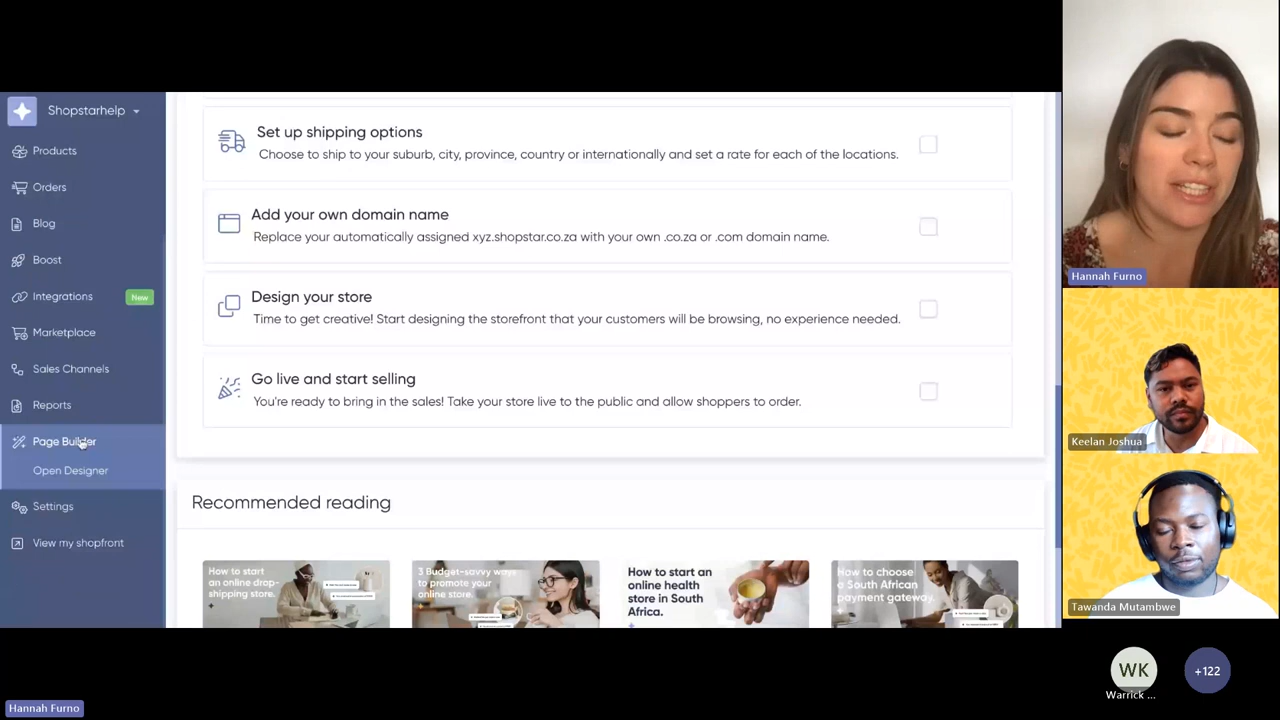 Shopstarhelp
Products
Orders
Blog
Boost
Integrations New
Marketplace
Sales Channels
Reports
Page Builder
Open Designer
Settings
View my shopfront
Set up shipping options
Choose to ship to your suburb, city, province, country or internationally and set a rate for each of the locations.
Add your own domain name
Replace your automatically assigned xyz.shopstar.co.za with your own .co.za or .com domain name.
Design your store
Time to get creative! Start designing the storefront that your customers will be browsing, no experience needed.
Go live and start selling
You're ready to bring in the sales! Take your store live to the public and allow shoppers to order.
Recommended reading
How to start
an online drop-
shipping store.
3 Budget-savvy ways
to promote your
online store.
How to start an
online health
store in South
Africa.
How to choose
a South African
payment gateway.
Hannah Furno
Keelan Joshua
Tawanda Mutambwe
WK
Warrick ...
+122
Hannah Furno